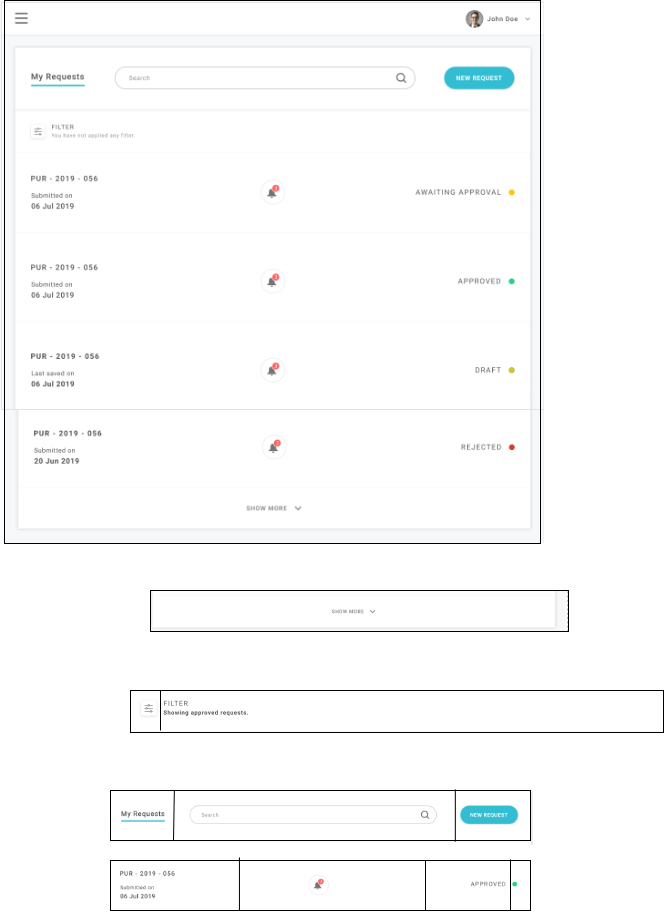 John Doe
My Requests
Search
NEW REQUEST
FILTER
You have not applied any filter.
PUR - 2019 - 056
Submitted on
06 Jul 2019
3
AWAITING APPROVAL
PUR - 2019 - 056
Submitted on
06 Jul 2019
3
APPROVED
PUR - 2019 - 056
Last saved on
06 Jul 2019
3
DRAFT
PUR - 2019 - 056
Submitted on
20 Jun 2019
REJECTED
SHOW MORE
SHOW MORE
FILTER
Showing approved requests.
My Requests
Search
NEW REQUEST
PUR - 2019 - 056
Submitted on
06 Jul 2019
APPROVED